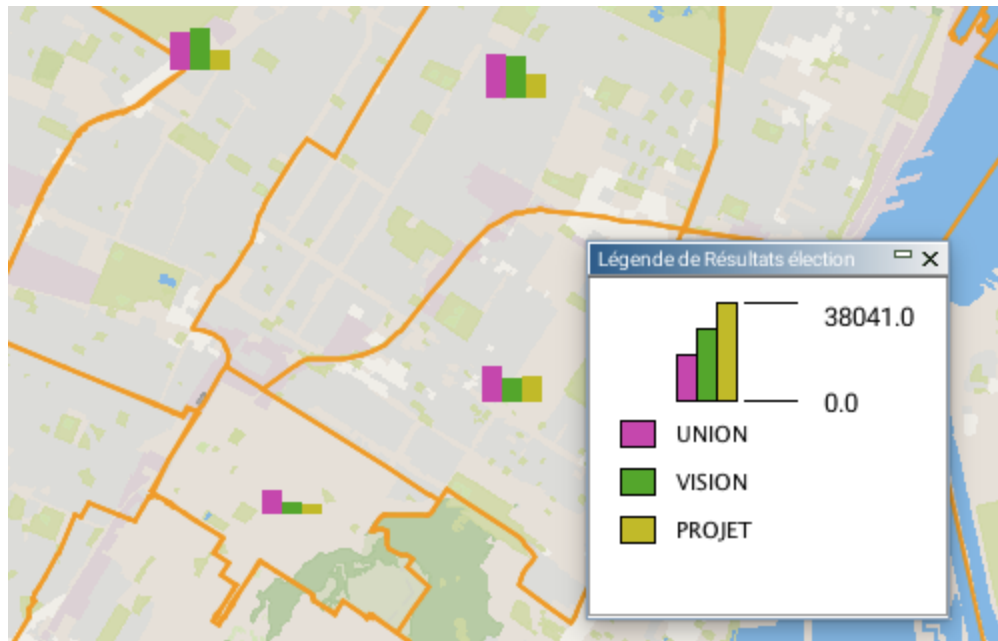 Légende de Résultats élection
38041.0
0.0
UNION
VISION
PROJET